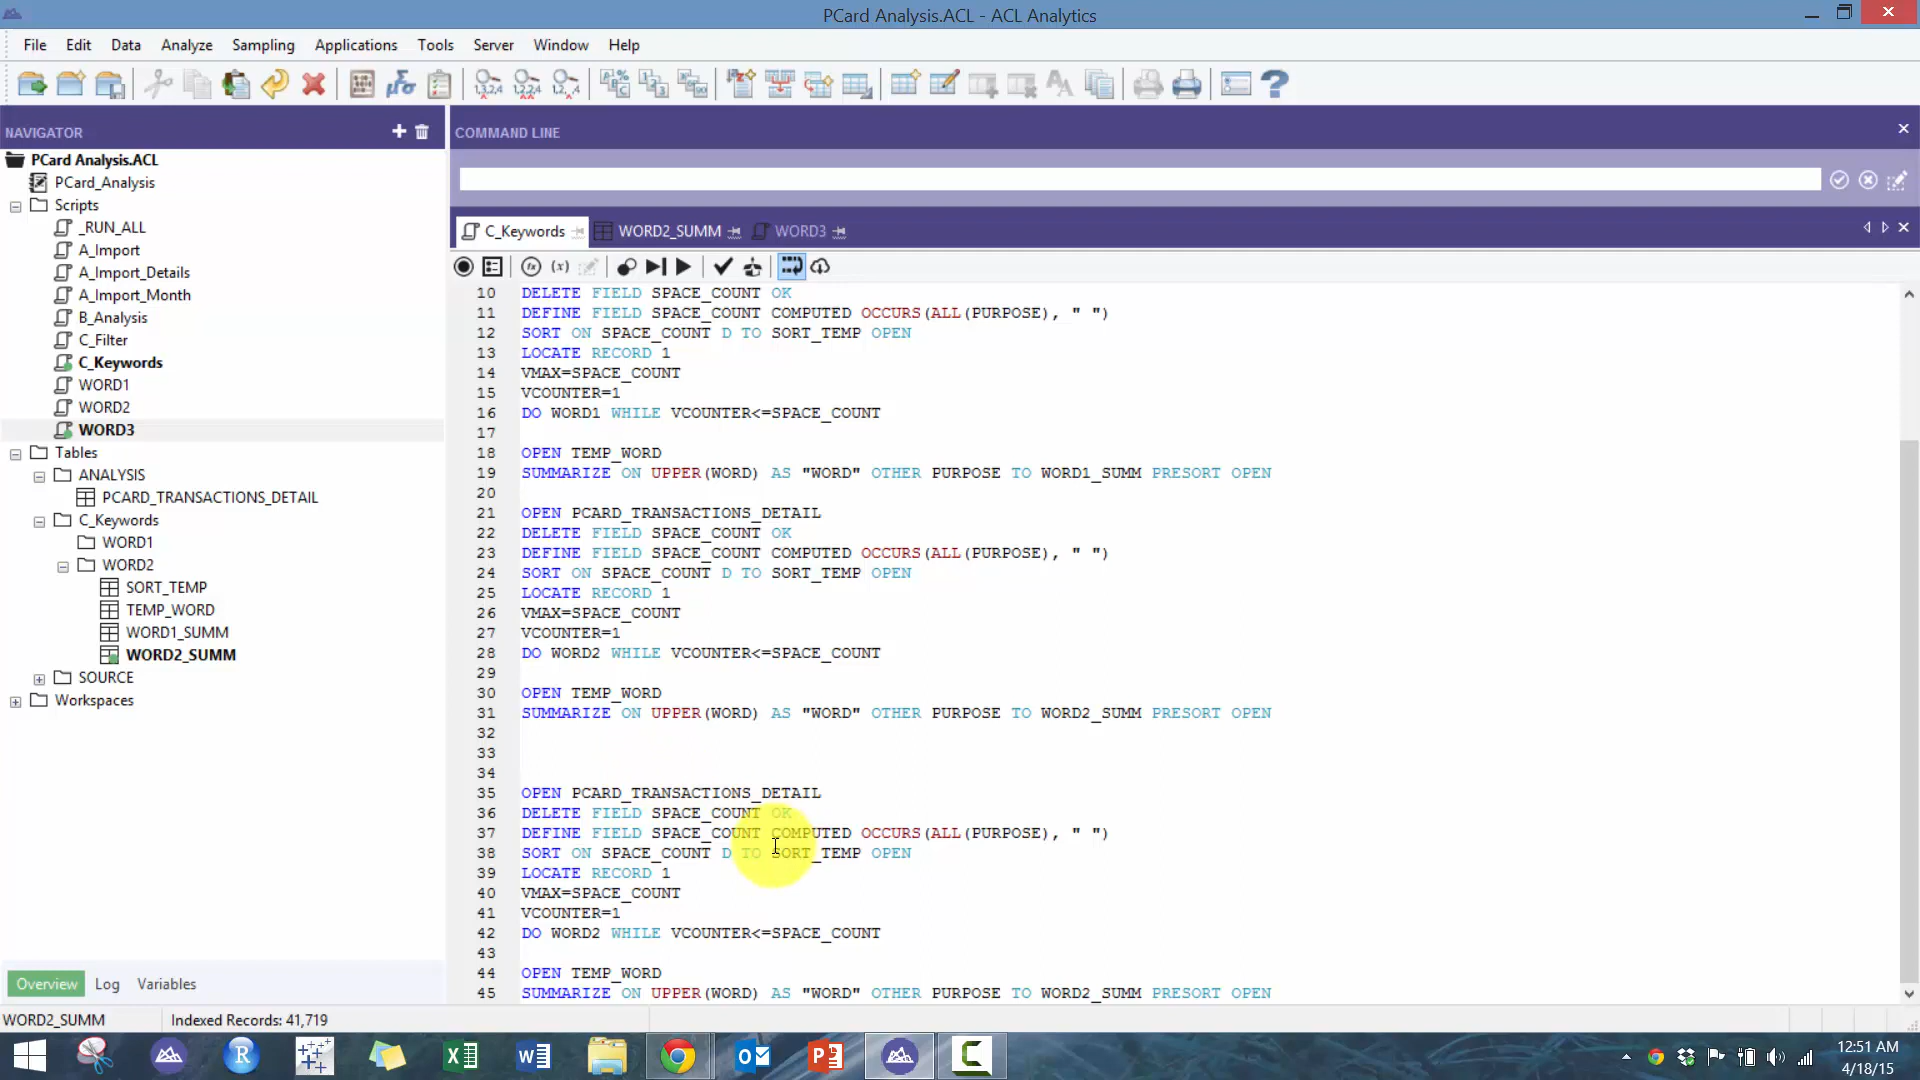 PCard Analysis.ACL - ACL Analytics
File Edit Data Analyze Sampling Applications Tools Server Window Help
NAVIGATOR
PCard Analysis.ACL
PCard_Analysis
Scripts
_RUN_ALL
A_Import
A_Import_Details
A_Import_Month
B_Analysis
C_Filter
C_Keywords
WORD1
WORD2
WORD3
Tables
ANALYSIS
PCARD_TRANSACTIONS_DETAIL
C_Keywords
WORD1
WORD2
SORT_TEMP
TEMP_WORD
WORD1_SUMM
WORD2_SUMM
SOURCE
Workspaces
Overview Log Variables
COMMAND LINE
C_Keywords WORD2_SUMM WORD3
10 DELETE FIELD SPACE_COUNT OK
11 DEFINE FIELD SPACE_COUNT COMPUTED OCCURS(ALL(PURPOSE), " ")
12 SORT ON SPACE_COUNT D TO SORT_TEMP OPEN
13 LOCATE RECORD 1
14 VMAX=SPACE_COUNT
15 VCOUNTER=1
16 DO WORD1 WHILE VCOUNTER<=SPACE_COUNT
17
18 OPEN TEMP_WORD
19 SUMMARIZE ON UPPER(WORD) AS "WORD" OTHER PURPOSE TO WORD1_SUMM PRESORT OPEN
20
21 OPEN PCARD_TRANSACTIONS_DETAIL
22 DELETE FIELD SPACE_COUNT OK
23 DEFINE FIELD SPACE_COUNT COMPUTED OCCURS(ALL(PURPOSE), " ")
24 SORT ON SPACE_COUNT D TO SORT_TEMP OPEN
25 LOCATE RECORD 1
26 VMAX=SPACE_COUNT
27 VCOUNTER=1
28 DO WORD2 WHILE VCOUNTER<=SPACE_COUNT
29
30 OPEN TEMP_WORD
31 SUMMARIZE ON UPPER(WORD) AS "WORD" OTHER PURPOSE TO WORD2_SUMM PRESORT OPEN
32
33
34
35 OPEN PCARD_TRANSACTIONS_DETAIL
36 DELETE FIELD SPACE_COUNT OK
37 DEFINE FIELD SPACE_COUNT COMPUTED OCCURS(ALL(PURPOSE), " ")
38 SORT ON SPACE_COUNT D TO SORT_TEMP OPEN
39 LOCATE RECORD 1
40 VMAX=SPACE_COUNT
41 VCOUNTER=1
42 DO WORD2 WHILE VCOUNTER<=SPACE_COUNT
43
44 OPEN TEMP_WORD
45 SUMMARIZE ON UPPER(WORD) AS "WORD" OTHER PURPOSE TO WORD2_SUMM PRESORT OPEN
WORD2_SUMM Indexed Records: 41,719
12:51 AM
4/18/15